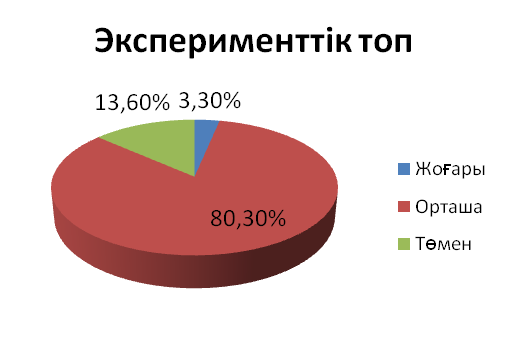 Эксперименттік топ
13,60% 3,30%
80,30%
Жоғары
Орташа
Төмен